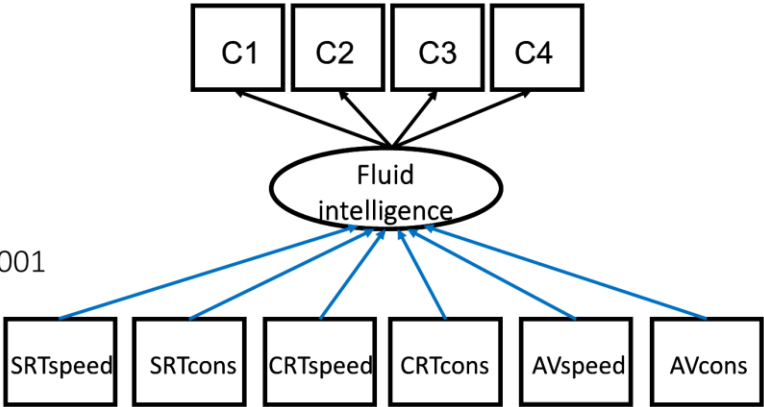 C1 C2 C3 C4
Fluid
intelligence
001
SRTspeed SRTcons CRTspeed CRTcons AVspeed AVcons